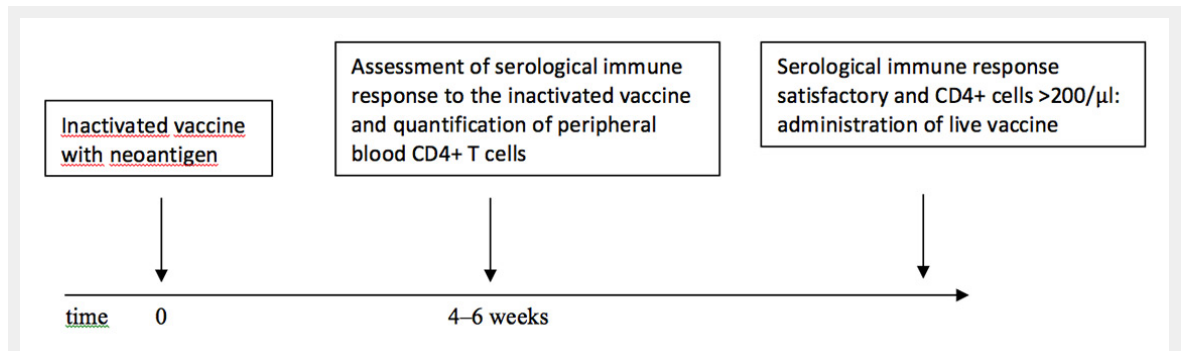 Inactivated vaccine
with neoantigen
Assessment of serological immune
response to the inactivated vaccine
and quantification of peripheral
blood CD4+ T cells
Serological immune response
satisfactory and CD4+ cells >200/µl:
administration of live vaccine
time 0 4–6 weeks